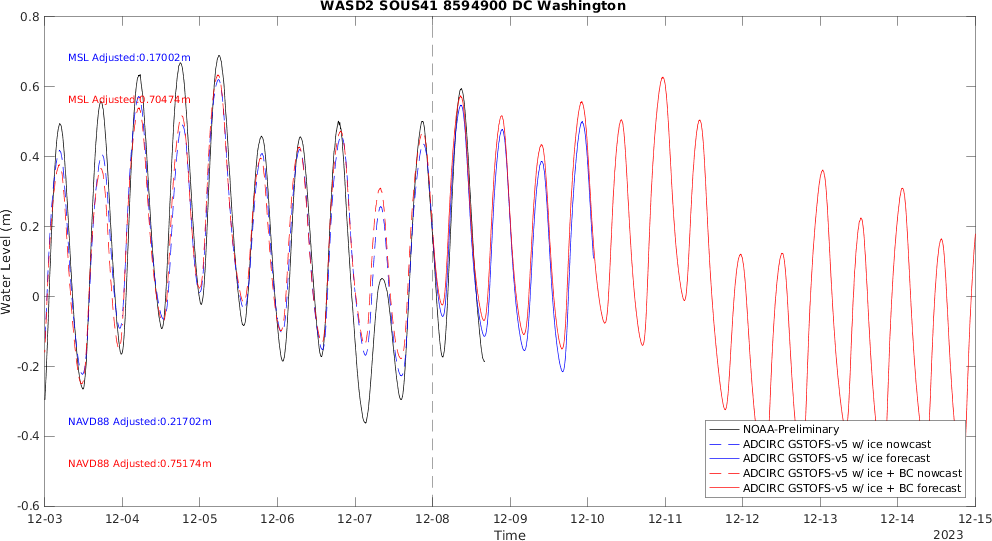 WASD2 SOUS41 8594900 DC Washington
0.8
0.6
0.4
0.2
0
-0.2
-0.4
-0.6
Water Level (m)
MSL Adjusted:0.17002m
MSL Adjusted:0.70474m
NAVD88 Adjusted:0.21702m
NAVD88 Adjusted:0.75174m
NOAA-Preliminary
ADCIRC GSTOFS-v5 w/ ice nowcast
ADCIRC GSTOFS-v5 w/ ice forecast
ADCIRC GSTOFS-v5 w/ ice + BC nowcast
ADCIRC GSTOFS-v5 w/ ice + BC forecast
12-03 12-04 12-05 12-06 12-07 12-08 12-09 12-10 12-11 12-12 12-13 12-14 12-15
Time
2023